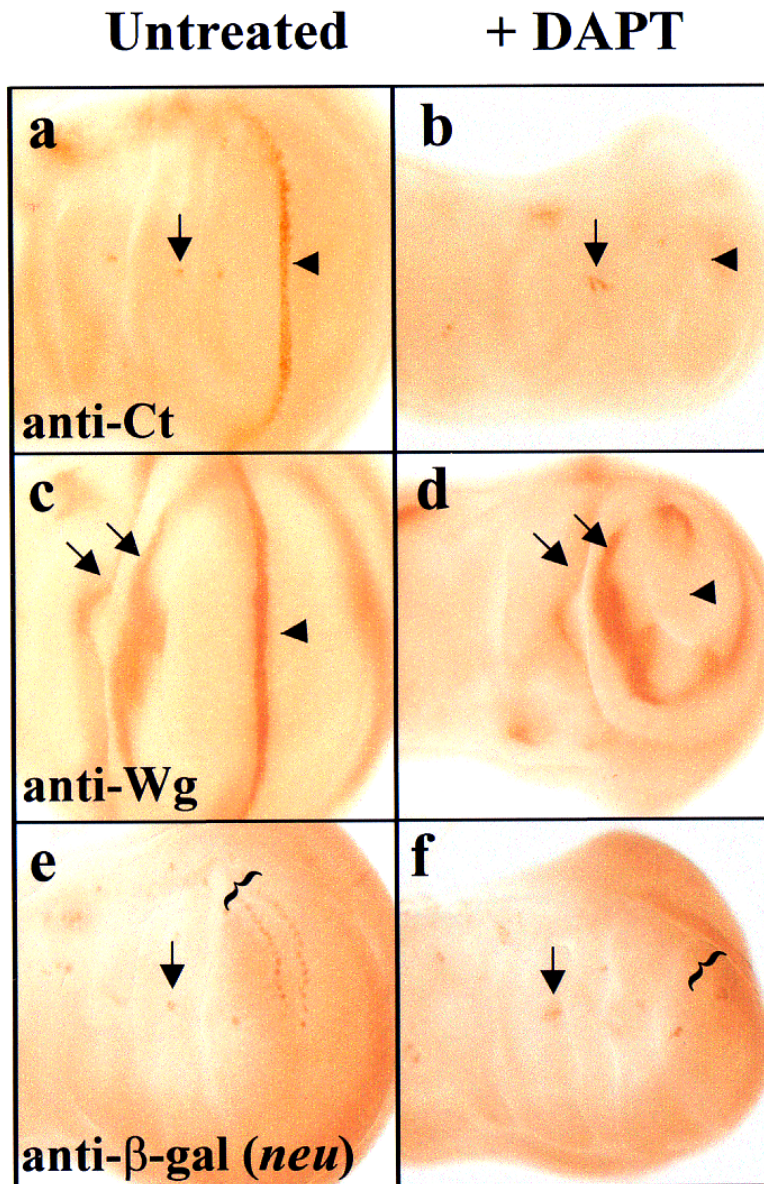 Untreated + DAPT
a b
anti-Ct
c d
anti-Wg
e f
anti-β-gal (neu)